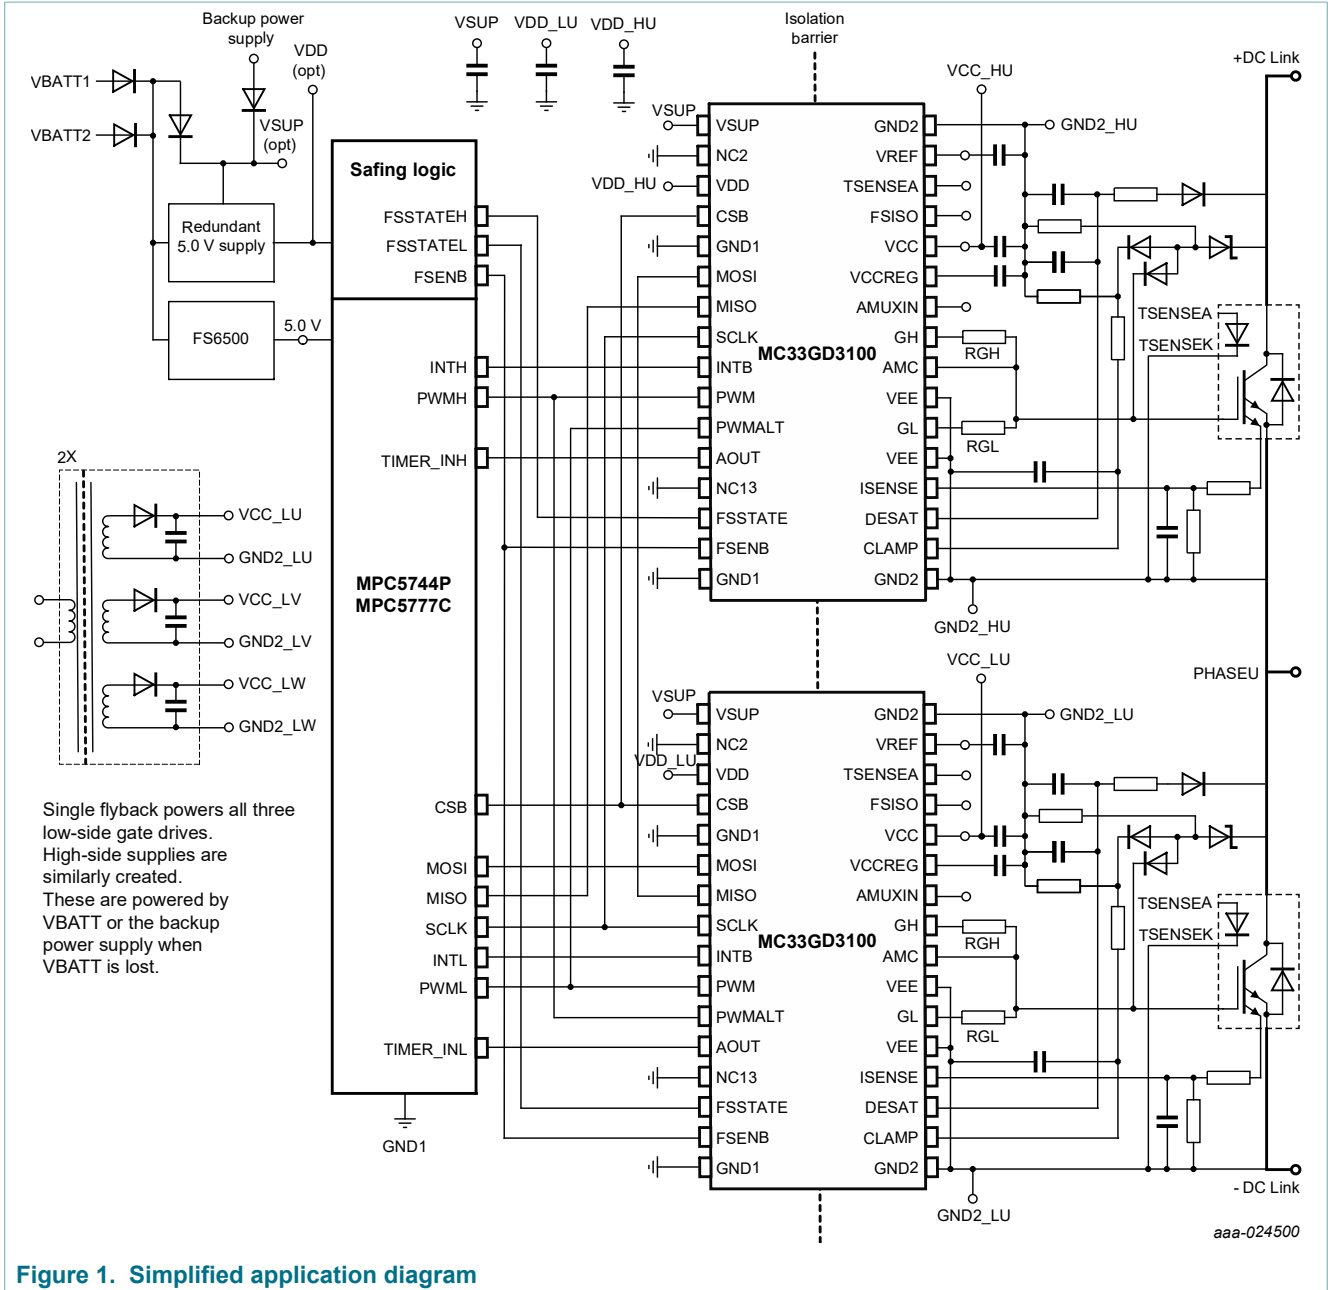 Backup power
supply
VDD
(opt)
VBATT1
VBATT2
VSUP
(opt)
Redundant
5.0 V supply
FS6500
5.0 V
VSUP
VDD_LU
VDD_HU
Isolation
barrier
+DC Link
Safing logic
FSSTATEH
FSSTATEL
FSENB
INTH
PWMH
TIMER_INH
MPC5744P
MPC5777C
CSB
MOSI
MISO
SCLK
INTL
PWML
TIMER_INL
GND1
2X
VCC_LU
GND2_LU
VCC_LV
GND2_LV
VCC_LW
GND2_LW
Single flyback powers all three
low-side gate drives.
High-side supplies are
similarly created.
These are powered by
VBATT or the backup
power supply when
VBATT is lost.
VSUP
VDD_HU
VSUP
NC2
VDD
CSB
GND1
MOSI
MISO
SCLK
INTB
PWM
PWMALT
AOUT
NC13
FSSTATE
FSENB
GND1
MC33GD3100
GND2
VREF
TSENSEA
FSISO
VCC
VCCREG
AMUXIN
GH
AMC
VEE
GL
VEE
ISENSE
DESAT
CLAMP
GND2
VCC_HU
GND2_HU
RGH
RGL
TSENSEA
TSENSEK
GND2_HU
PHASEU
VSUP
VDD_LU
VSUP
NC2
VDD
CSB
GND1
MOSI
MISO
SCLK
INTB
PWM
PWMALT
AOUT
NC13
FSSTATE
FSENB
GND1
MC33GD3100
GND2
VREF
TSENSEA
FSISO
VCC
VCCREG
AMUXIN
GH
AMC
VEE
GL
VEE
ISENSE
DESAT
CLAMP
GND2
VCC_LU
GND2_LU
RGH
RGL
TSENSEA
TSENSEK
GND2_LU
- DC Link
aaa-024500
Figure 1. Simplified application diagram